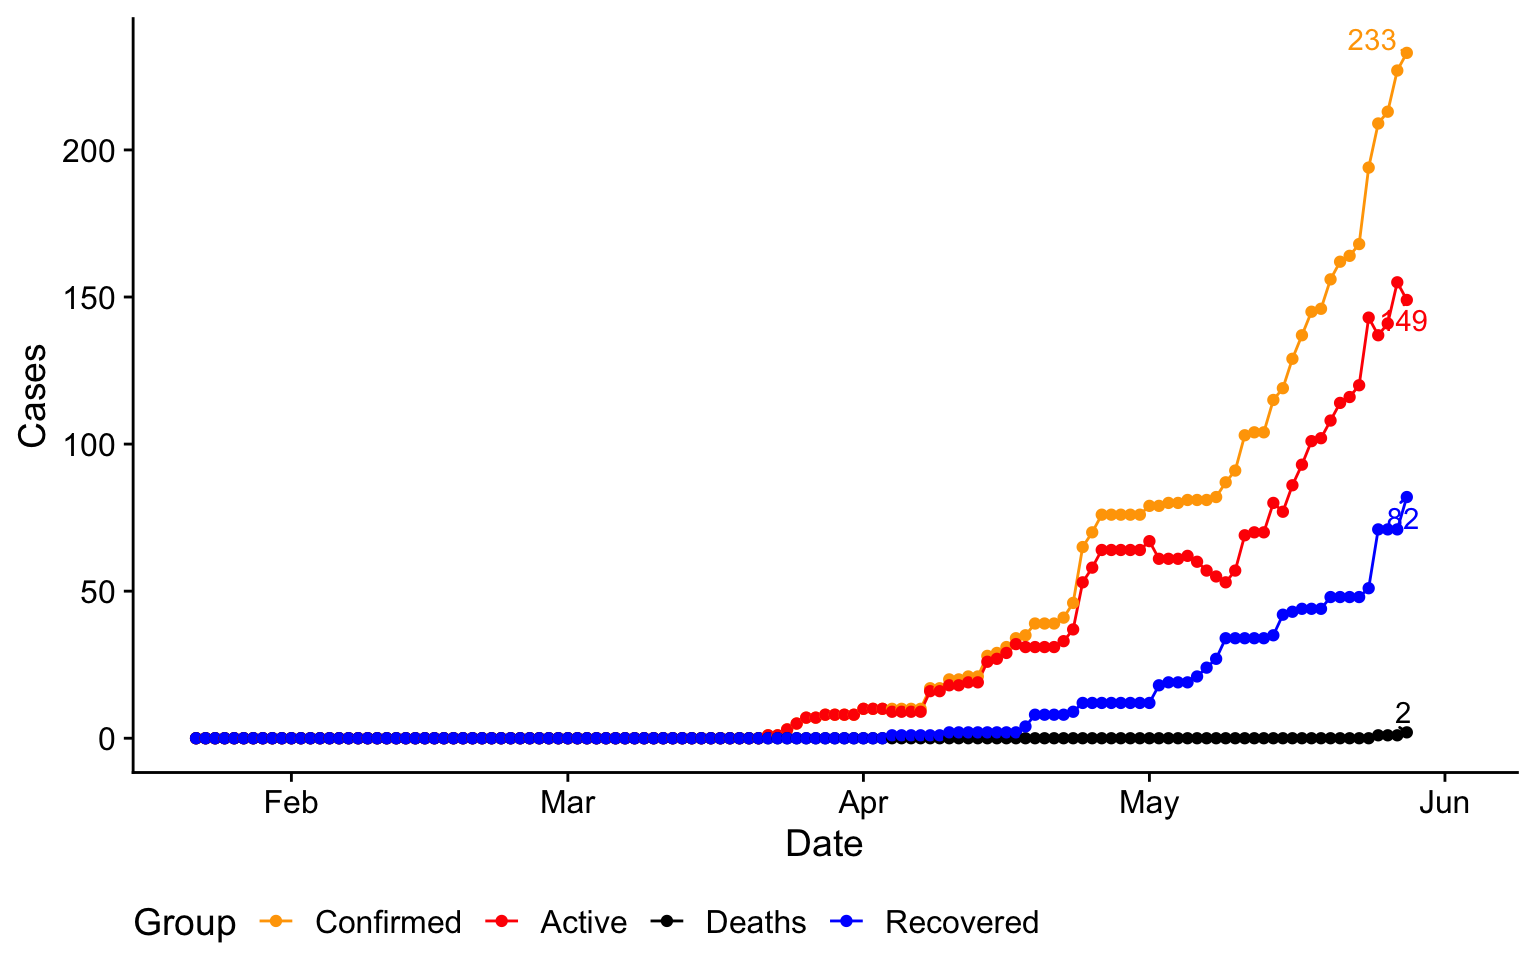 233
200
150
149
100
82
50
2
0
Cases
Feb Mar Apr May Jun
Date
Group Confirmed Active Deaths Recovered